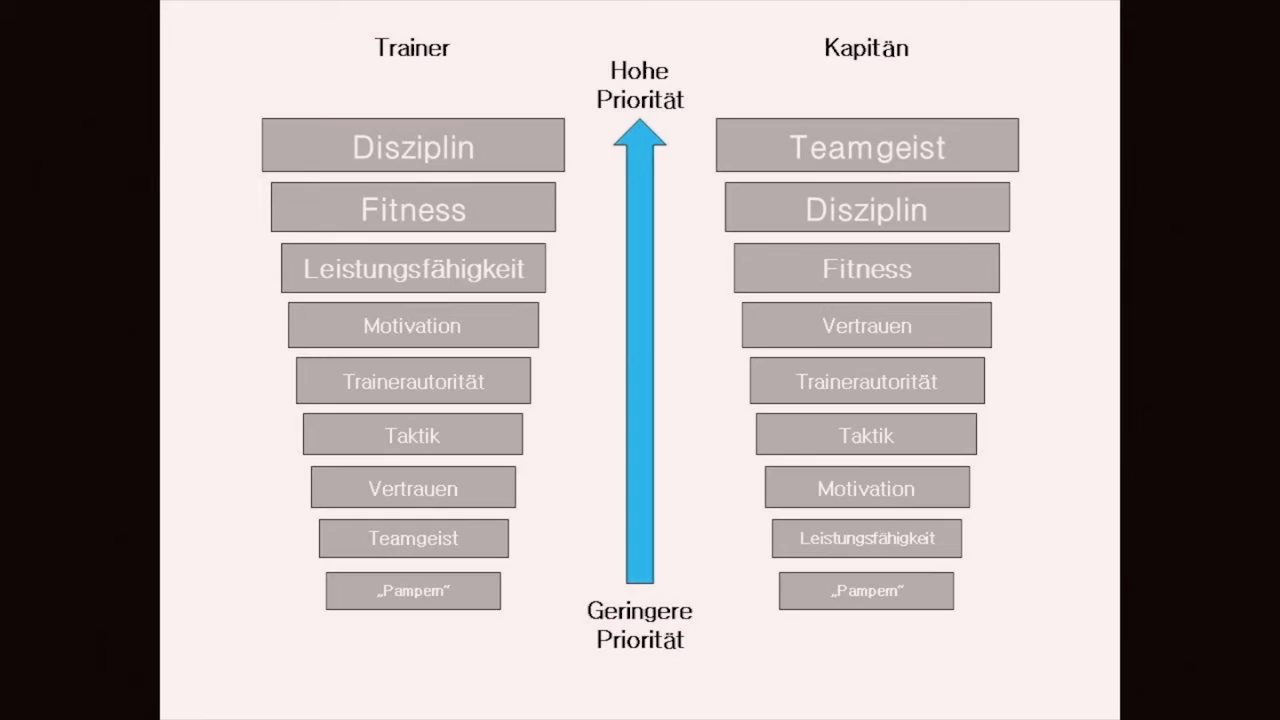 Trainer
Kapitän
Hohe
Priorität
Disziplin
Fitness
Leistungsfähigkeit
Motivation
Trainerautorität
Taktik
Vertrauen
Teamgeist
„Pampern“
Teamgeist
Disziplin
Fitness
Vertrauen
Trainerautorität
Taktik
Motivation
Leistungsfähigkeit
„Pampern“
Geringere
Priorität